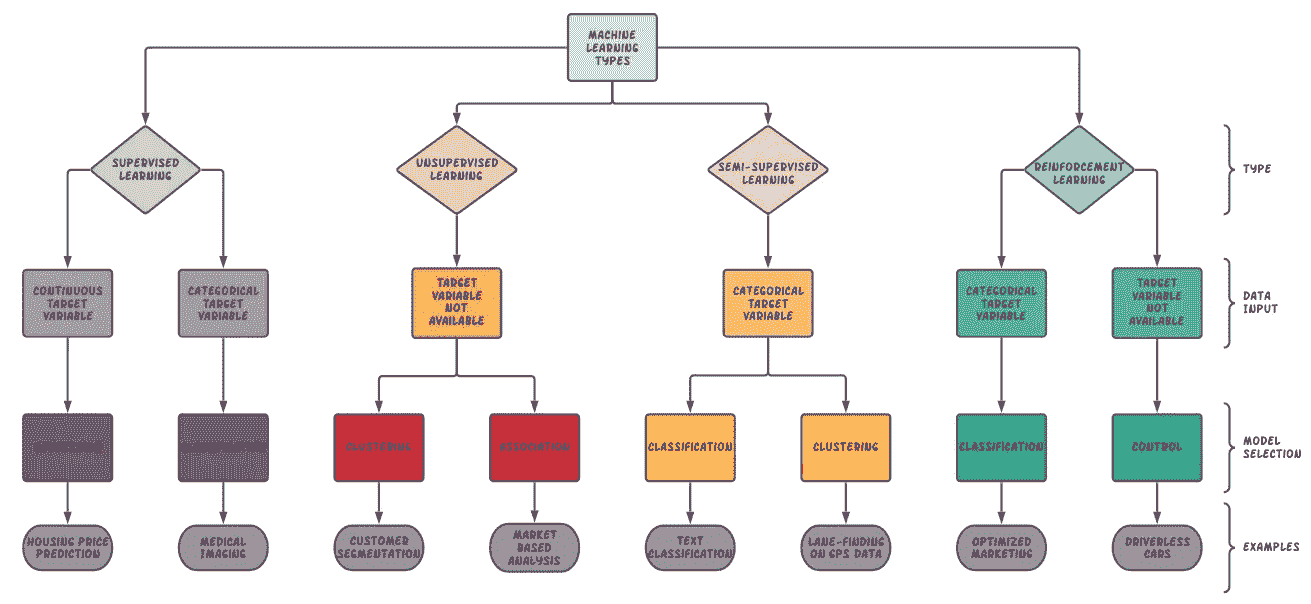 MACHINE
LEARNING
TYPES
SUPERVISED
LEARNING
UNSUPERVISED
LEARNING
SEMI-SUPERVISED
LEARNING
REINFORCEMENT
LEARNING
TYPE
CONTINUOUS
TARGET
VARIABLE
CATEGORICAL
TARGET
VARIABLE
TARGET
VARIABLE
NOT
AVAILABLE
CATEGORICAL
TARGET
VARIABLE
CATEGORICAL
TARGET
VARIABLE
TARGET
VARIABLE
NOT
AVAILABLE
DATA
INPUT
CLUSTERING
ASSOCIATION
CLASSIFICATION
CLUSTERING
CLASSIFICATION
CONTROL
MODEL
SELECTION
HOUSING PRICE
PREDICTION
MEDICAL
IMAGING
CUSTOMER
SEGMENTATION
MARKET
BASED
ANALYSIS
TEXT
CLASSIFICATION
LANE-FINDING
ON GPS DATA
OPTIMIZED
MARKETING
DRIVERLESS
CARS
EXAMPLES